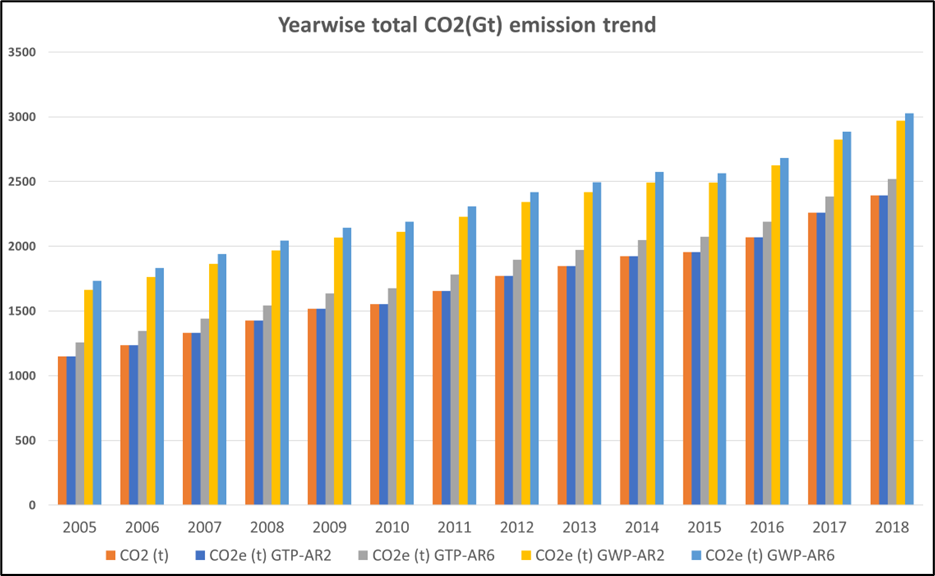 Yearwise total CO2(Gt) emission trend
3500
3000
2500
2000
1500
1000
500
0
2005 2006 2007 2008 2009 2010 2011 2012 2013 2014 2015 2016 2017 2018
CO2 (t) CO2e (t) GTP-AR2 CO2e (t) GTP-AR6 CO2e (t) GWP-AR2 CO2e (t) GWP-AR6